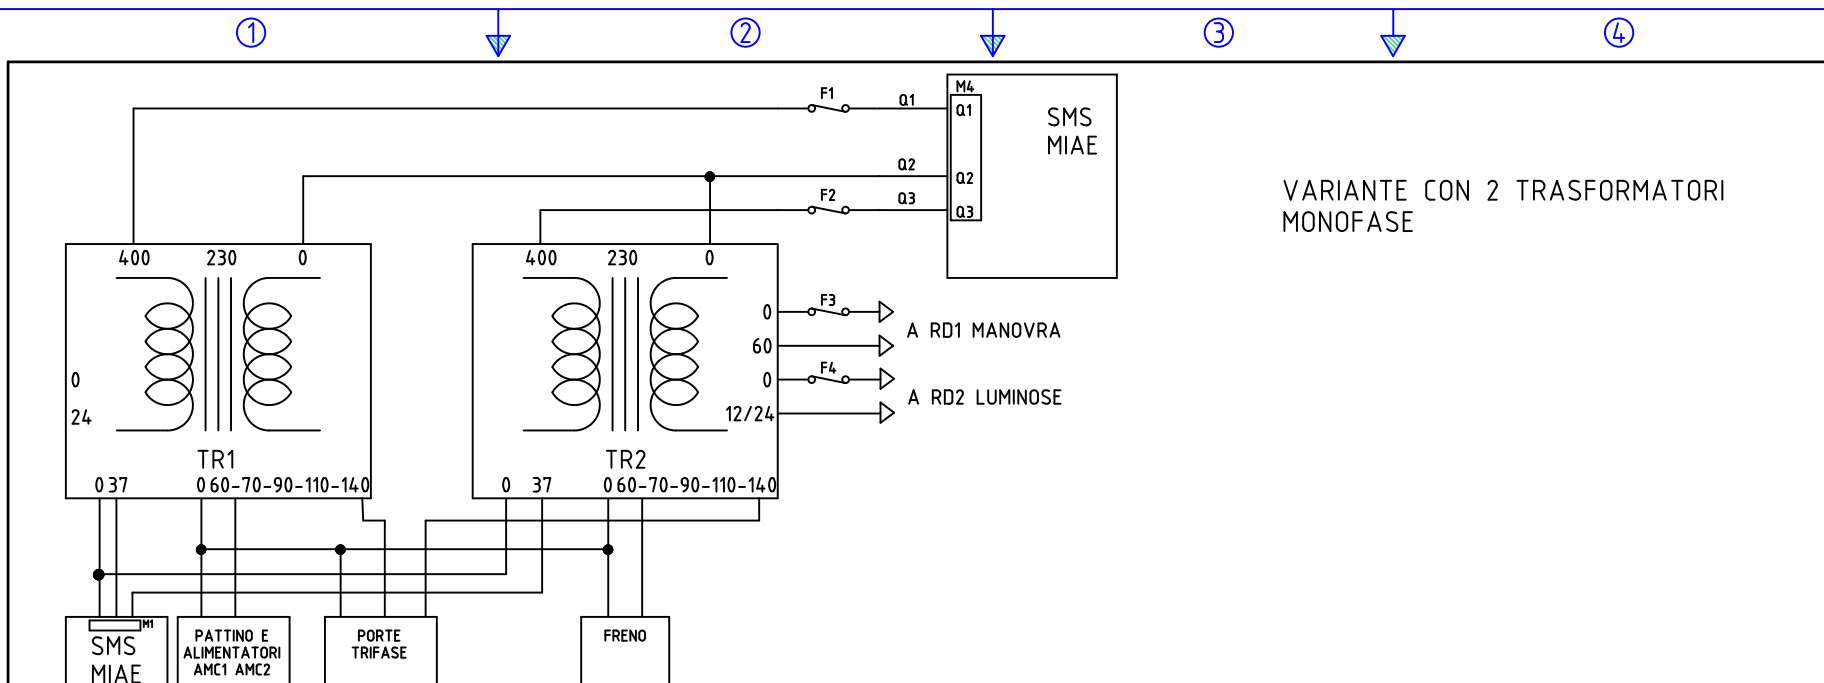 1 2 3 4
F1 Q1 M4
Q1 SMS
MIAE
Q2 Q2
F2 Q3 Q3
VARIANTE CON 2 TRASFORMATORI
MONOFASE
400 230 0
400 230 0
0 F3
A RD1 MANOVRA
60
0 F4
A RD2 LUMINOSE
12/24
0
24
TR1
TR2
0 37 0 60-70-90-110-140
0 37 0 60-70-90-110-140
M1
SMS
MIAE
PATTINO E
ALIMENTATORI
AMC1 AMC2
PORTE
TRIFASE
FRENO